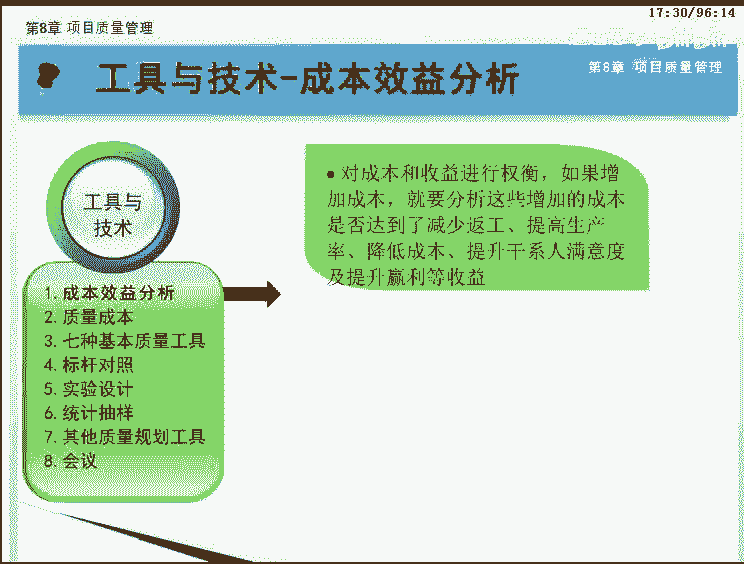 17:30/96:14
第8章 项目质量管理
工具与技术-成本效益分析
第8章 项目质量管理
工具与
技术
1.成本效益分析
2.质量成本
3.七种基本质量工具
4.标杆对照
5.实验设计
6.统计抽样
7.其他质量规划工具
8.会议
●对成本和收益进行权衡，如果增
加成本，就要分析这些增加的成本
是否达到了减少返工、提高生产
率、降低成本、提升干系人满意度
及提升赢利等收益